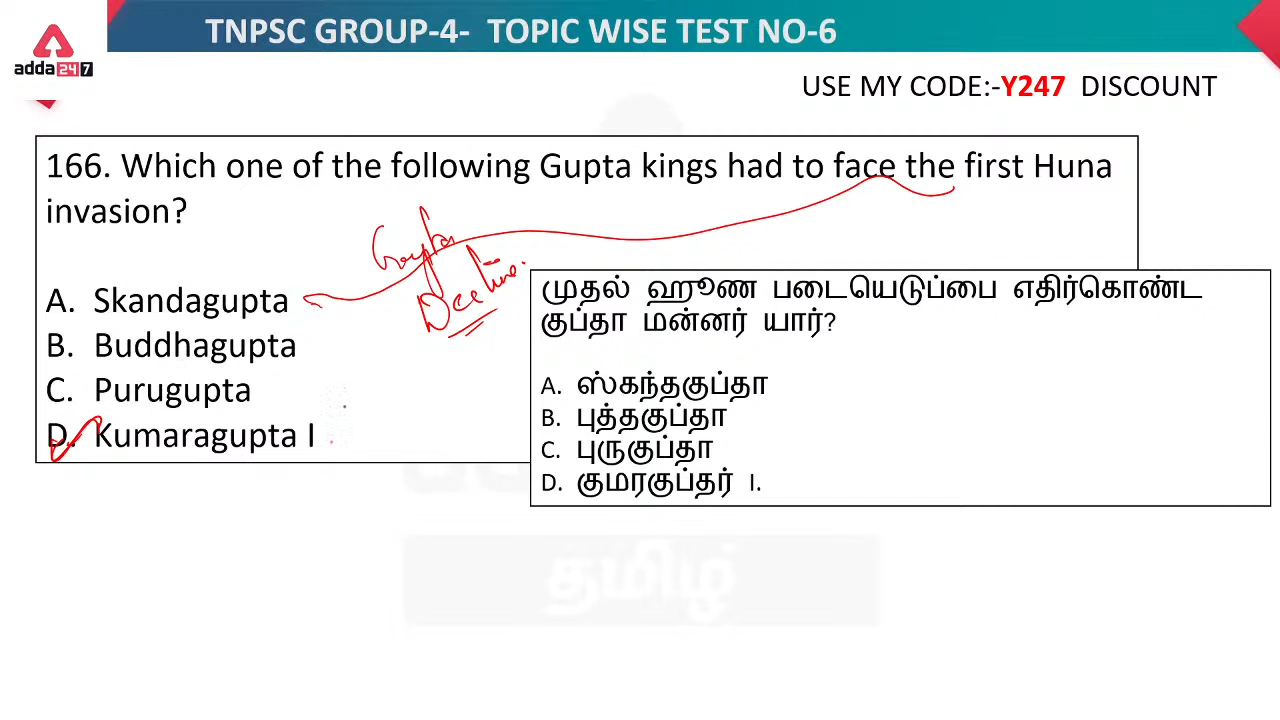 TNPSC GROUP-4- TOPIC WISE TEST NO-6
adda247
USE MY CODE:-Y247 DISCOUNT
166. Which one of the following Gupta kings had to face the first Huna
invasion?
Gupta
Decline.
A. Skandagupta
B. Buddhagupta
C. Purugupta
D. Kumaragupta I
முதல் ஹூண படையெடுப்பை எதிர்கொண்ட
குப்தா மன்னர் யார்?
A. ஸ்கந்தகுப்தா
B. புத்தகுப்தா
C. புருகுப்தா
D. குமரகுப்தர் I.
தமிழ்